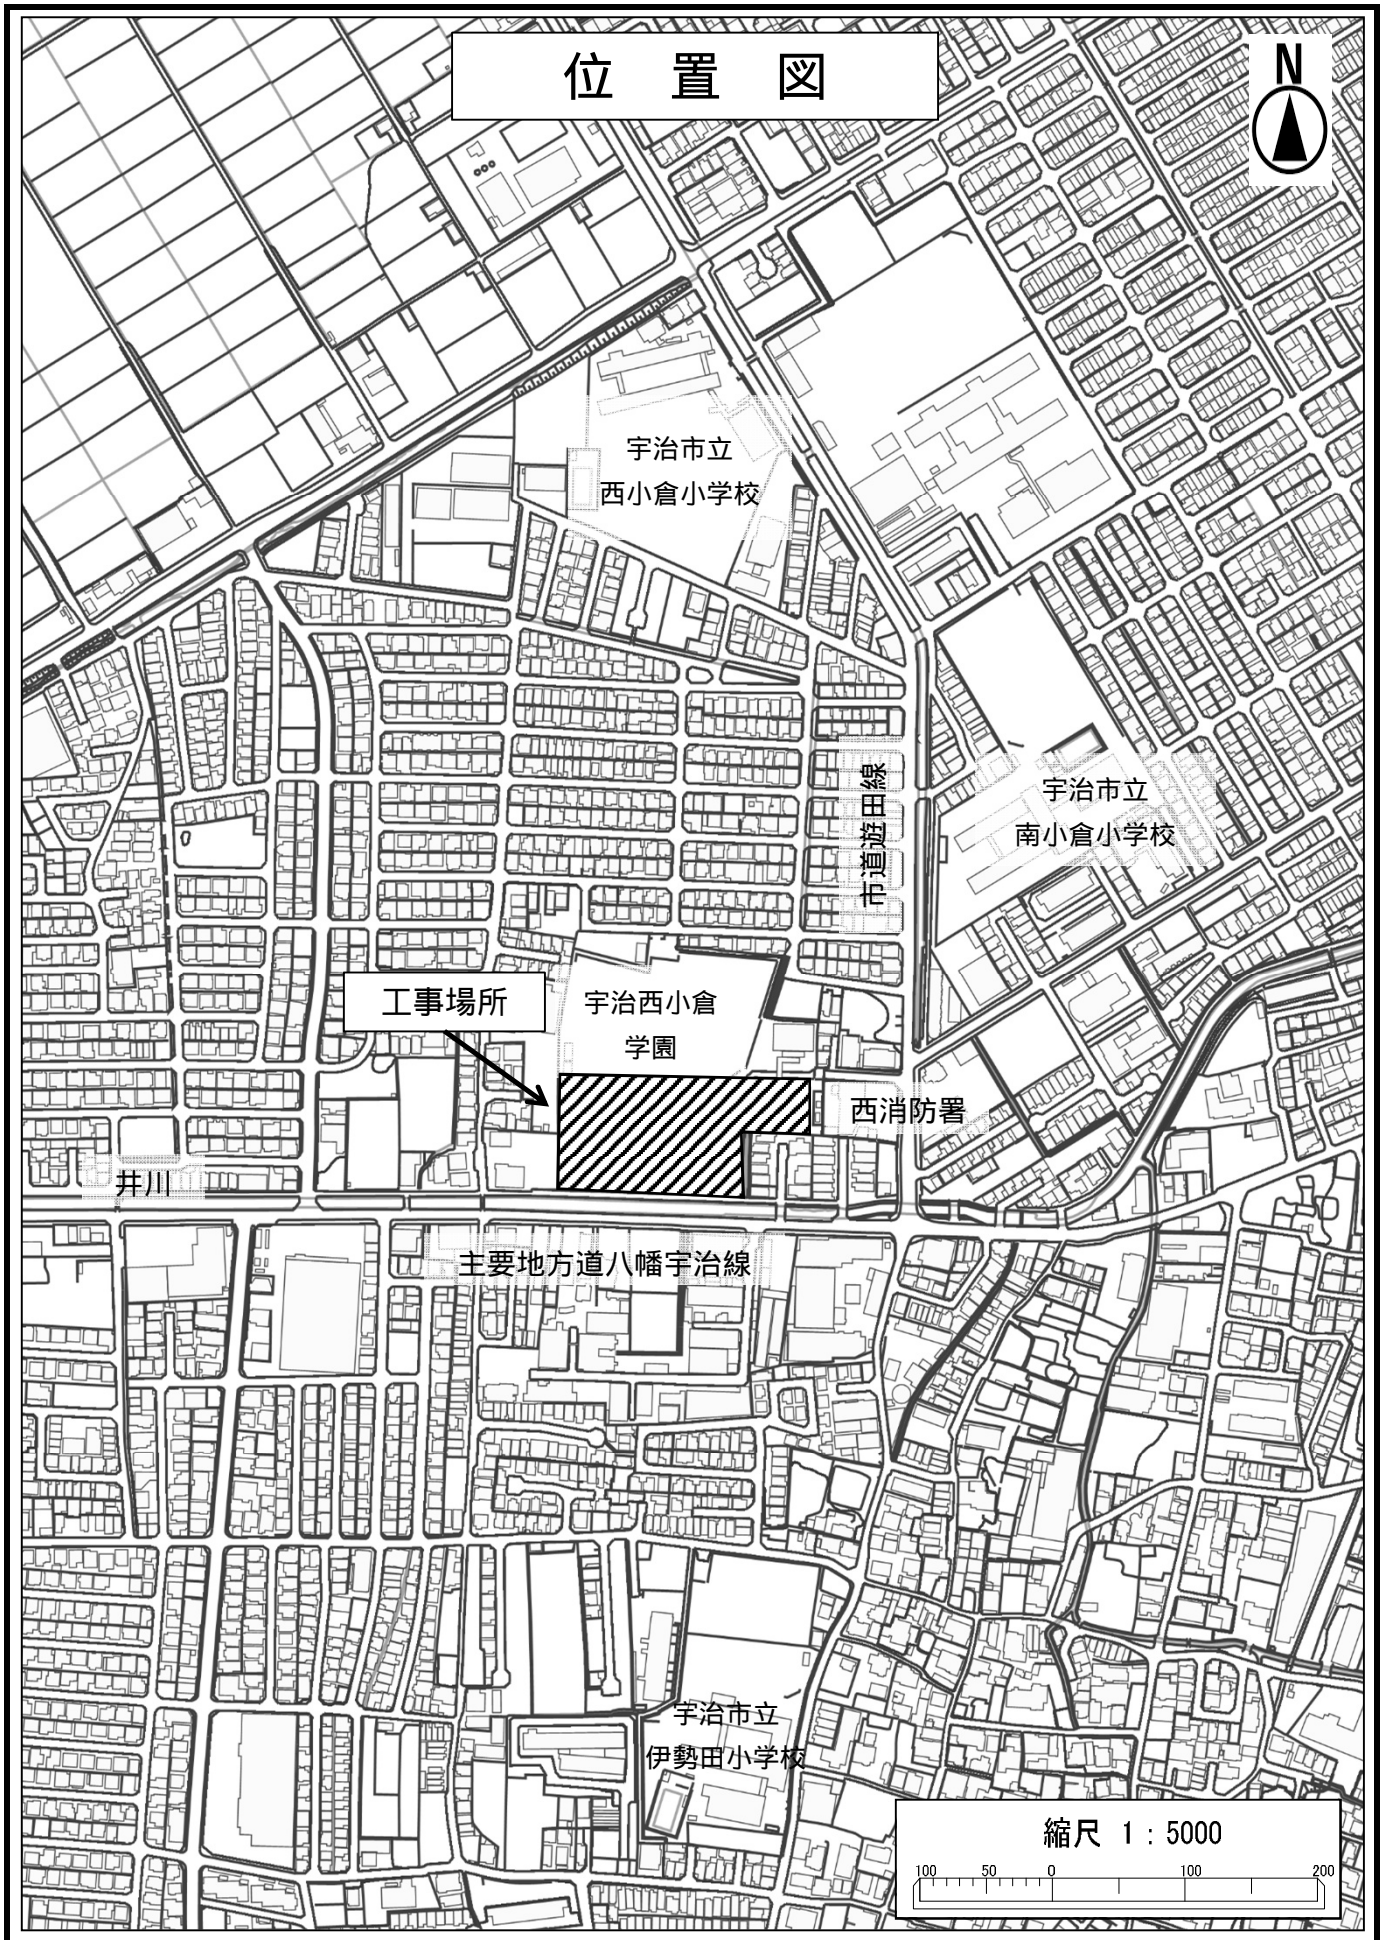 位置図
N
宇治市立
西小倉小学校
市道遊田線
宇治市立
南小倉小学校
工事場所
宇治西小倉
学園
西消防署
井川
主要地方道八幡宇治線
宇治市立
伊勢田小学校
縮尺 1：5000
100 50 0 100 200